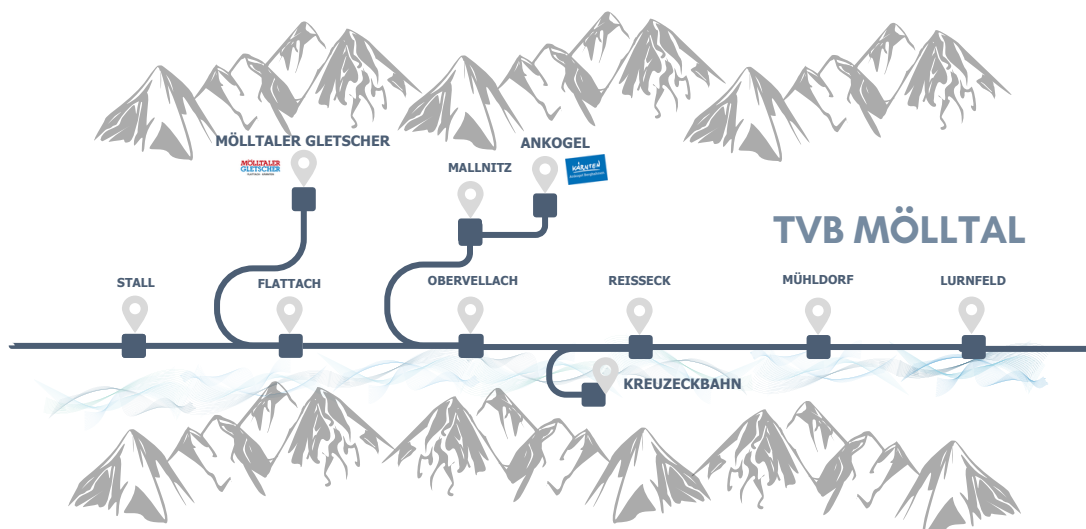 MÖLLTALER GLETSCHER
ANKOGEL
MALLNITZ
MÖLLTALER
GLETSCHER
KÄRNTEN
TVB MÖLLTAL
STALL
FLATTACH
OBERVELLACH
REISSECK
MÜHLDORF
LURNFELD
KREUZECKBAHN